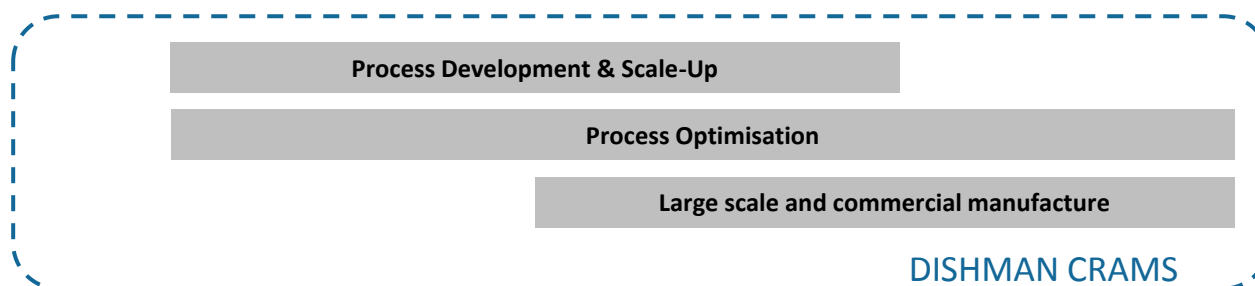 Process Development & Scale-Up
Process Optimisation
Large scale and commercial manufacture
DISHMAN CRAMS